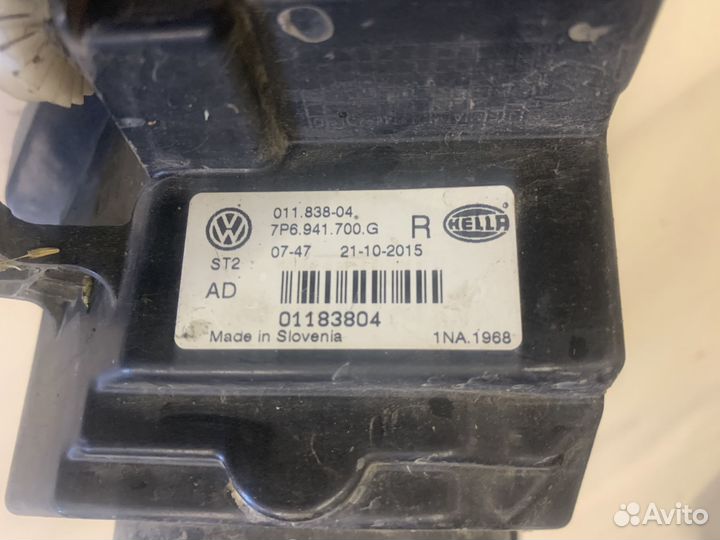 011.838-04
7P6.941.700.G R HELLA
07-47 21-10-2015
ST2
AD
01183804
Made in Slovenia 1NA.1968
Avito